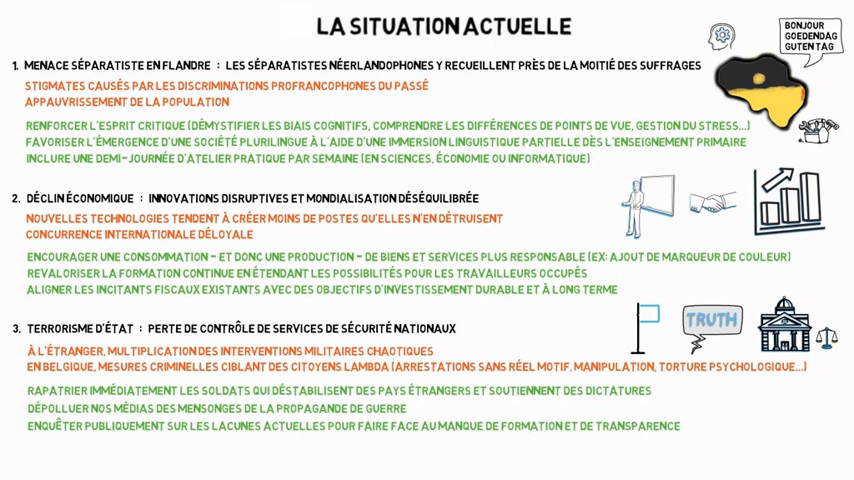 LA SITUATION ACTUELLE
BONJOUR
GOEDENDAG
GUTEN TAG
1. MENACE SÉPARATISTE EN FLANDRE : LES SÉPARATISTES NÉERLANDOPHONES Y RECUEILLENT PRÈS DE LA MOITIÉ DES SUFFRAGES
STIGMATES CAUSÉS PAR LES DISCRIMINATIONS PROFRANCOPHONES DU PASSÉ
APPAUVRISSEMENT DE LA POPULATION
RENFORCER L'ESPRIT CRITIQUE (DÉMYSTIFIER LES BIAIS COGNITIFS, COMPRENDRE LES DIFFÉRENCES DE POINTS DE VUE, GESTION DU STRESS...)
FAVORISER L'ÉMERGENCE D'UNE SOCIÉTÉ PLURILINGUE À L'AIDE D'UNE IMMERSION LINGUISTIQUE PARTIELLE DÈS L'ENSEIGNEMENT PRIMAIRE
INCLURE UNE DEMI-JOURNÉE D'ATELIER PRATIQUE PAR SEMAINE (EN SCIENCES, ÉCONOMIE OU INFORMATIQUE)
2. DÉCLIN ÉCONOMIQUE : INNOVATIONS DISRUPTIVES ET MONDIALISATION DÉSÉQUILIBRÉE
NOUVELLES TECHNOLOGIES TENDENT À CRÉER MOINS DE POSTES QU'ELLES N'EN DÉTRUISENT
CONCURRENCE INTERNATIONALE DÉLOYALE
ENCOURAGER UNE CONSOMMATION - ET DONC UNE PRODUCTION - DE BIENS ET SERVICES PLUS RESPONSABLE (EX: AJOUT DE MARQUEUR DE COULEUR)
REVALORISER LA FORMATION CONTINUE EN ÉTENDANT LES POSSIBILITÉS POUR LES TRAVAILLEURS OCCUPÉS
ALIGNER LES INCITANTS FISCAUX EXISTANTS AVEC DES OBJECTIFS D'INVESTISSEMENT DURABLE ET À LONG TERME
3. TERRORISME D'ÉTAT : PERTE DE CONTRÔLE DE SERVICES DE SÉCURITÉ NATIONAUX
TRUTH
À L'ÉTRANGER, MULTIPLICATION DES INTERVENTIONS MILITAIRES CHAOTIQUES
EN BELGIQUE, MESURES CRIMINELLES CIBLANT DES CITOYENS LAMBDA (ARRESTATIONS SANS RÉEL MOTIF, MANIPULATION, TORTURE PSYCHOLOGIQUE...)
RAPATRIER IMMÉDIATEMENT LES SOLDATS QUI DÉSTABILISENT DES PAYS ÉTRANGERS ET SOUTIENNENT DES DICTATURES
DÉPOLLUER NOS MÉDIAS DES MENSONGES DE LA PROPAGANDE DE GUERRE
ENQUÊTER PUBLIQUEMENT SUR LES LACUNES ACTUELLES POUR FAIRE FACE AU MANQUE DE FORMATION ET DE TRANSPARENCE